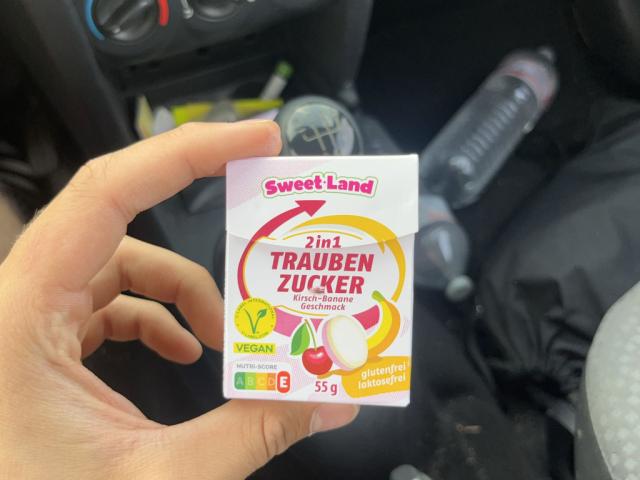 Sweet Land
2in1
TRAUBEN
ZUCKER
Kirsch-Banane
Geschmack
VEGAN
NUTRI-SCORE
A B C D E
55 g
glutenfrei
laktosefrei